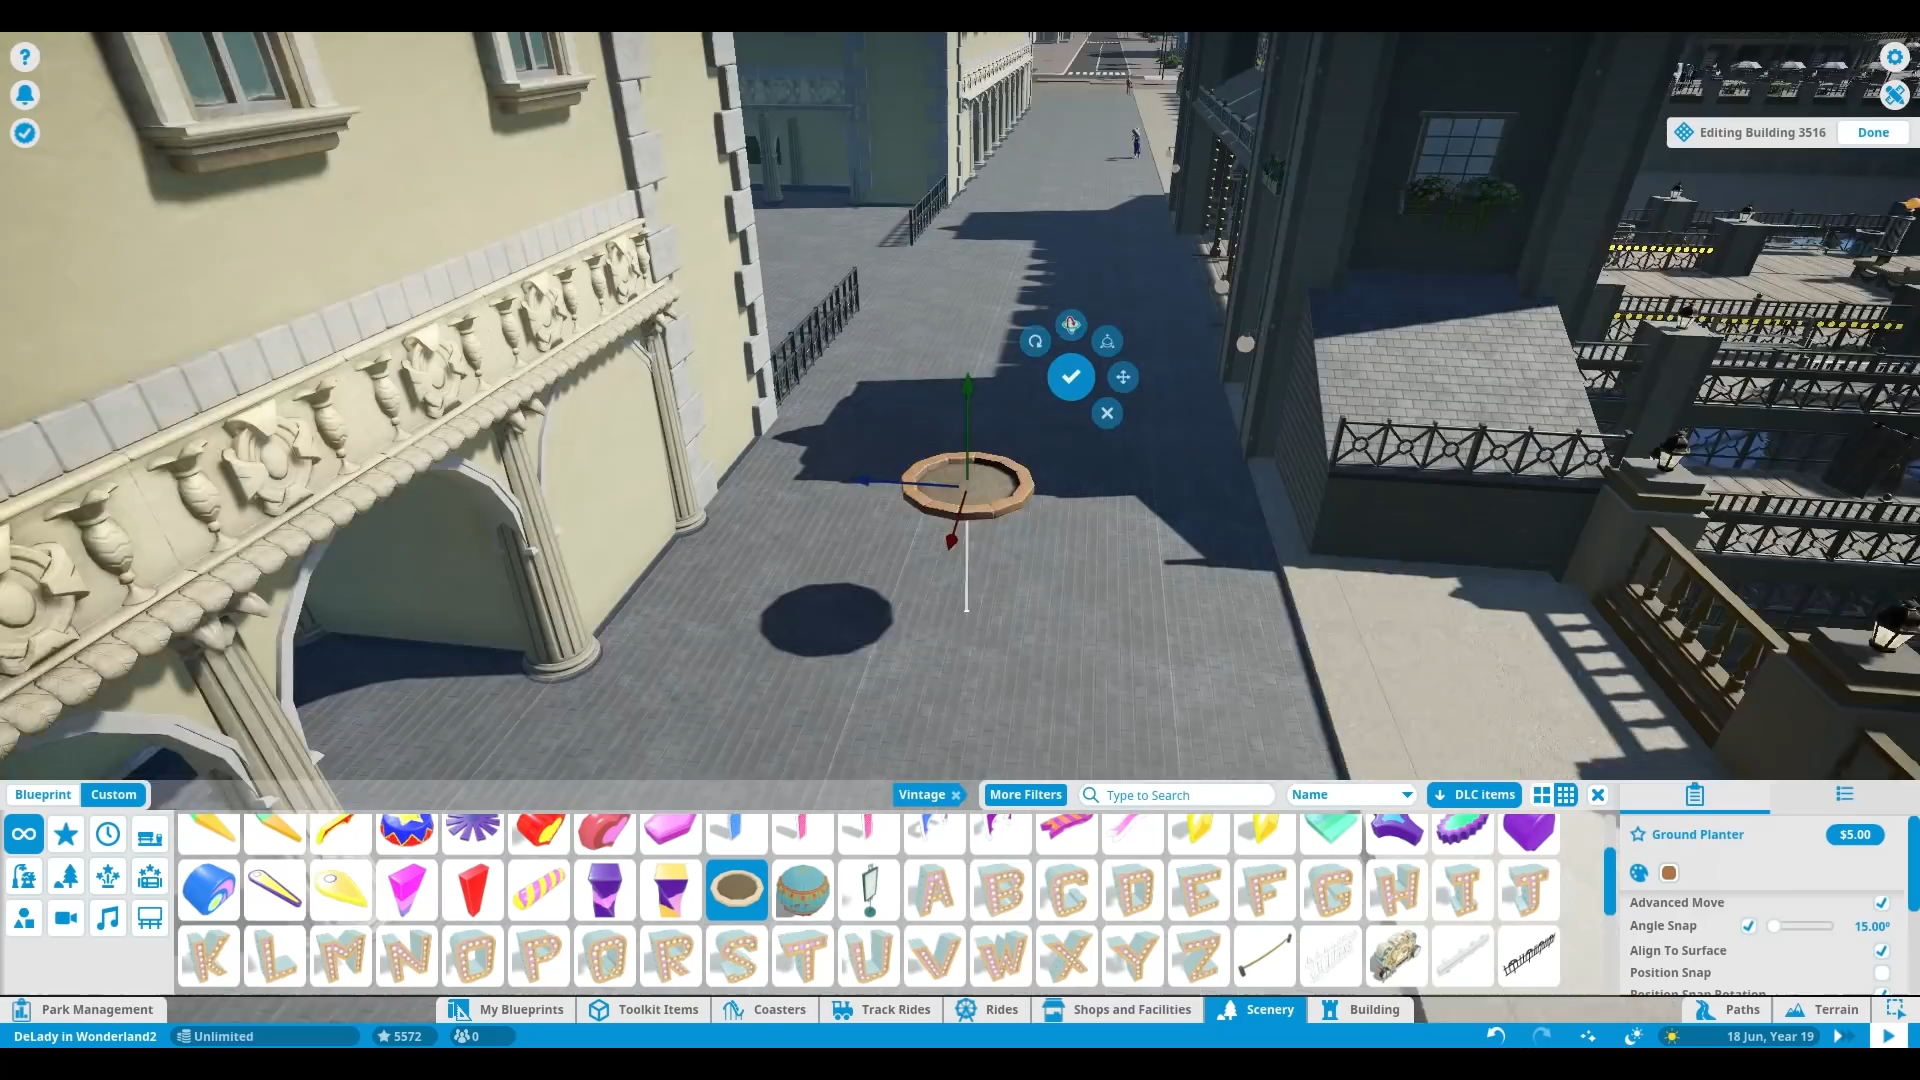 ?
Editing Building 3516 Done
Blueprint Custom Vintage More Filters Type to Search Name DLC items
Ground Planter $5.00
Advanced Move
Angle Snap 15.00°
Align To Surface
Position Snap
Position Snap Rotation
A B C D E F G H I J
K L M N O P Q R S T U V W X Y Z
Park Management My Blueprints Toolkit Items Coasters Track Rides Rides Shops and Facilities Scenery Building Paths Terrain
DeLady in Wonderland2 Unlimited 5572 0 18 Jun, Year 19